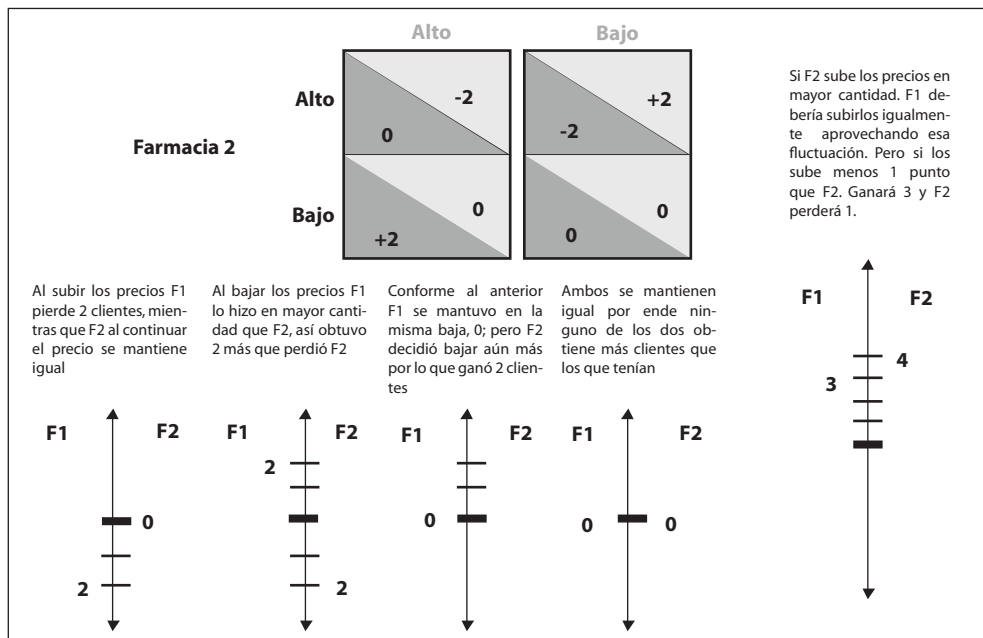 Alto Bajo
Alto
-2
+2
0
-2
Farmacia 2
Bajo
0
0
+2
0
Si F2 sube los precios en
mayor cantidad. F1 de-
bería subirlos igualmente
aprovechando esa
fluctuación. Pero si los
sube menos 1 punto
que F2. Ganará 3 y F2
perderá 1.
Al subir los precios F1
pierde 2 clientes, mien-
tras que F2 al continuar
el precio se mantiene
igual
Al bajar los precios F1
lo hizo en mayor canti-
dad que F2, así obtuvo
2 más que perdió F2
Conforme al anterior
F1 se mantuvo en la
misma baja, 0; pero F2
decidió bajar aún más
por lo que ganó 2 clien-
tes
Ambos se mantienen
igual por ende nin-
guno de los dos ob-
tiene más clientes que
los que tenían
F1 F2
0
2
F1 F2
2
2
F1 F2
0
F1 F2
0 0
F1 F2
4
3